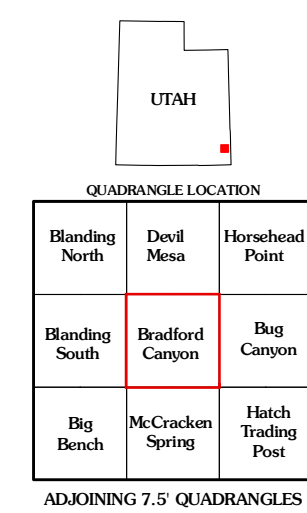 UTAH
QUADRANGLE LOCATION
Blanding North
Devil Mesa
Horsehead Point
Blanding South
Bradford Canyon
Bug Canyon
Big Bench
McCracken Spring
Hatch Trading Post
ADJOINING 7.5' QUADRANGLES